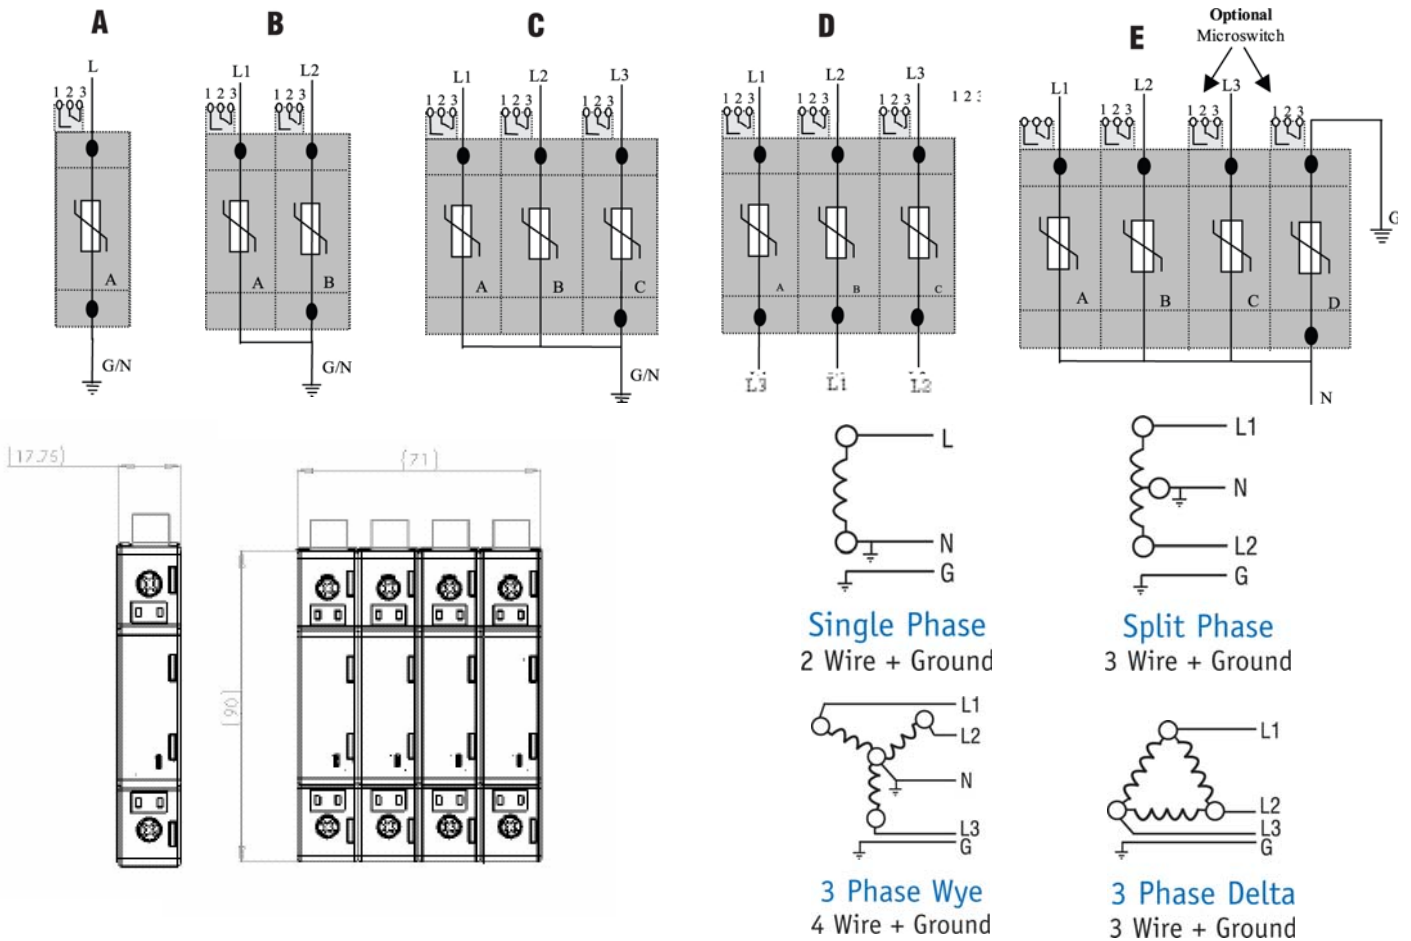 A
B
C
D
E
Optional
Microswitch
L
L1
L2
L1
L2
L3
L1
L2
L3
L1
L2
L3
1 2 3
1 2 3
1 2 3
1 2 3
1 2 3
1 2 3
1 2 3
1 2 3
1 2 3
1 2
1 2 3
1 2 3
1 2 3
A
A
B
A
B
C
A
B
C
A
B
C
D
G
G/N
G/N
G/N
L3
L1
L2
N
(17.75)
{71}
(90)
L
N
G
Single Phase
2 Wire + Ground
L1
N
L2
G
Split Phase
3 Wire + Ground
L1
L2
N
L3
G
3 Phase Wye
4 Wire + Ground
L1
L2
L3
G
3 Phase Delta
3 Wire + Ground